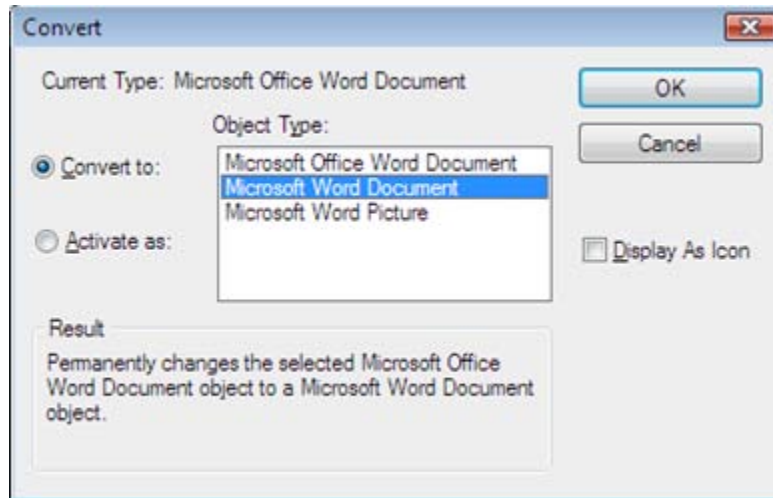 Convert
Current Type: Microsoft Office Word Document
OK
Object Type:
Cancel
Convert to:
Microsoft Office Word Document
Microsoft Word Document
Microsoft Word Picture
Activate as:
Display As Icon
Result
Permanently changes the selected Microsoft Office
Word Document object to a Microsoft Word Document
object.